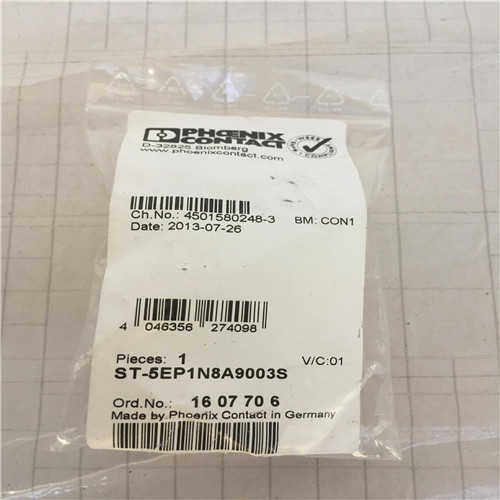 PHŒNIX
CONTACT
D-32825 Blomberg
www.phoenixcontact.com
Ch.No.: 4501580248-3 BM: CON1
Date: 2013-07-26
4 046356 274098
Pieces: 1 V/C:01
ST-5EP1N8A9003S
Ord.No.: 16 07 70 6
Made by Phoenix Contact in Germany